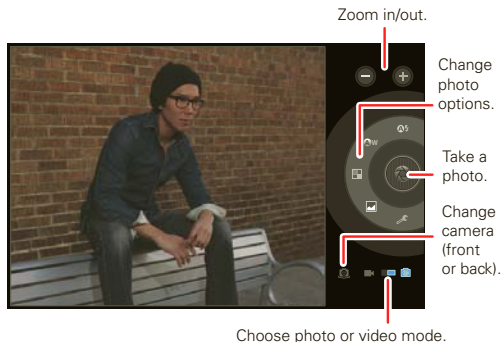 Zoom in/out.
Change
photo
options.
Take a
photo.
Change
camera
(front
or back).
Choose photo or video mode.